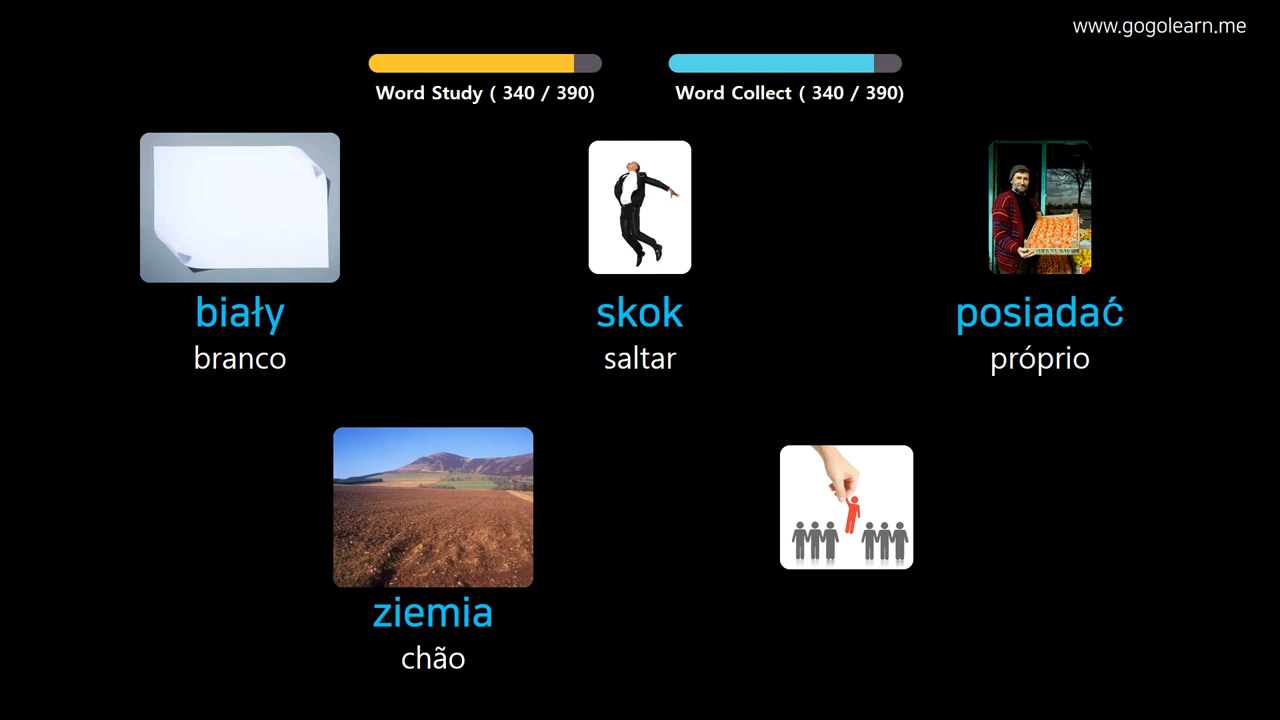 www.gogolearn.me
Word Study ( 340 / 390)
Word Collect ( 340 / 390)
biały
branco
skok
saltar
posiadać
próprio
ziemia
chão